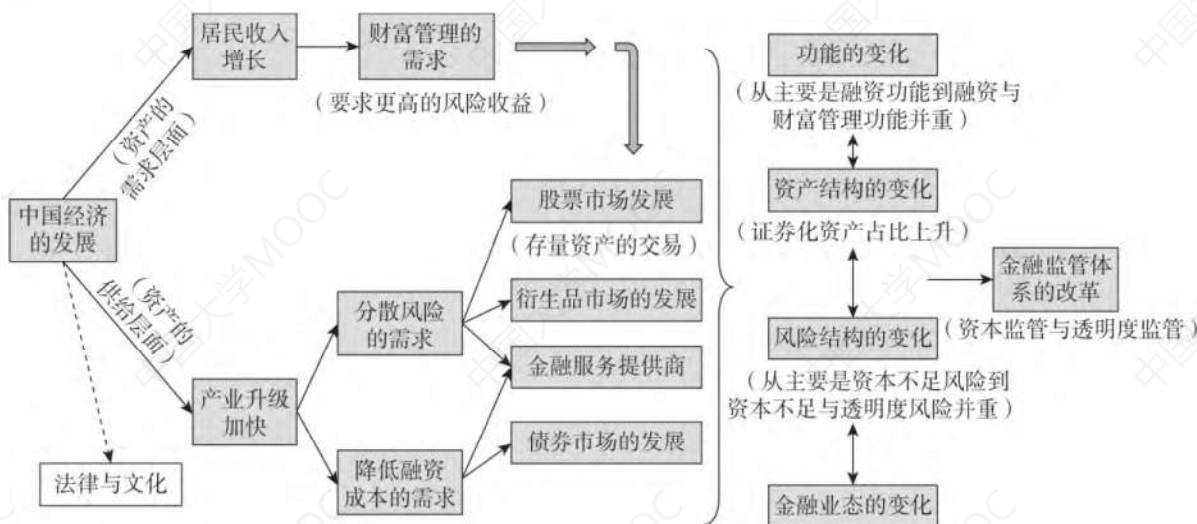 居民收入
增长
财富管理的
需求
(要求更高的风险收益)
(资产的
需求层面)
中国经济
的发展
(资产的
供给层面)
法律与文化
产业升级
加快
分散风险
的需求
降低融资
成本的需求
股票市场发展
(存量资产的交易)
衍生品市场的发展
金融服务提供商
债券市场的发展
功能的变化
(从主要是融资功能到融资与
财富管理功能并重)
资产结构的变化
(证券化资产占比上升)
金融监管体
系的改革
(资本监管与透明度监管)
风险结构的变化
(从主要是资本不足风险到
资本不足与透明度风险并重)
金融业态的变化
中国大学MOOC